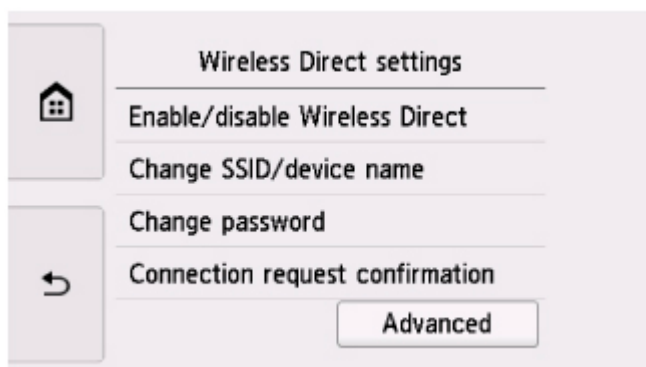 Wireless Direct settings
Enable/disable Wireless Direct
Change SSID/device name
Change password
Connection request confirmation
Advanced